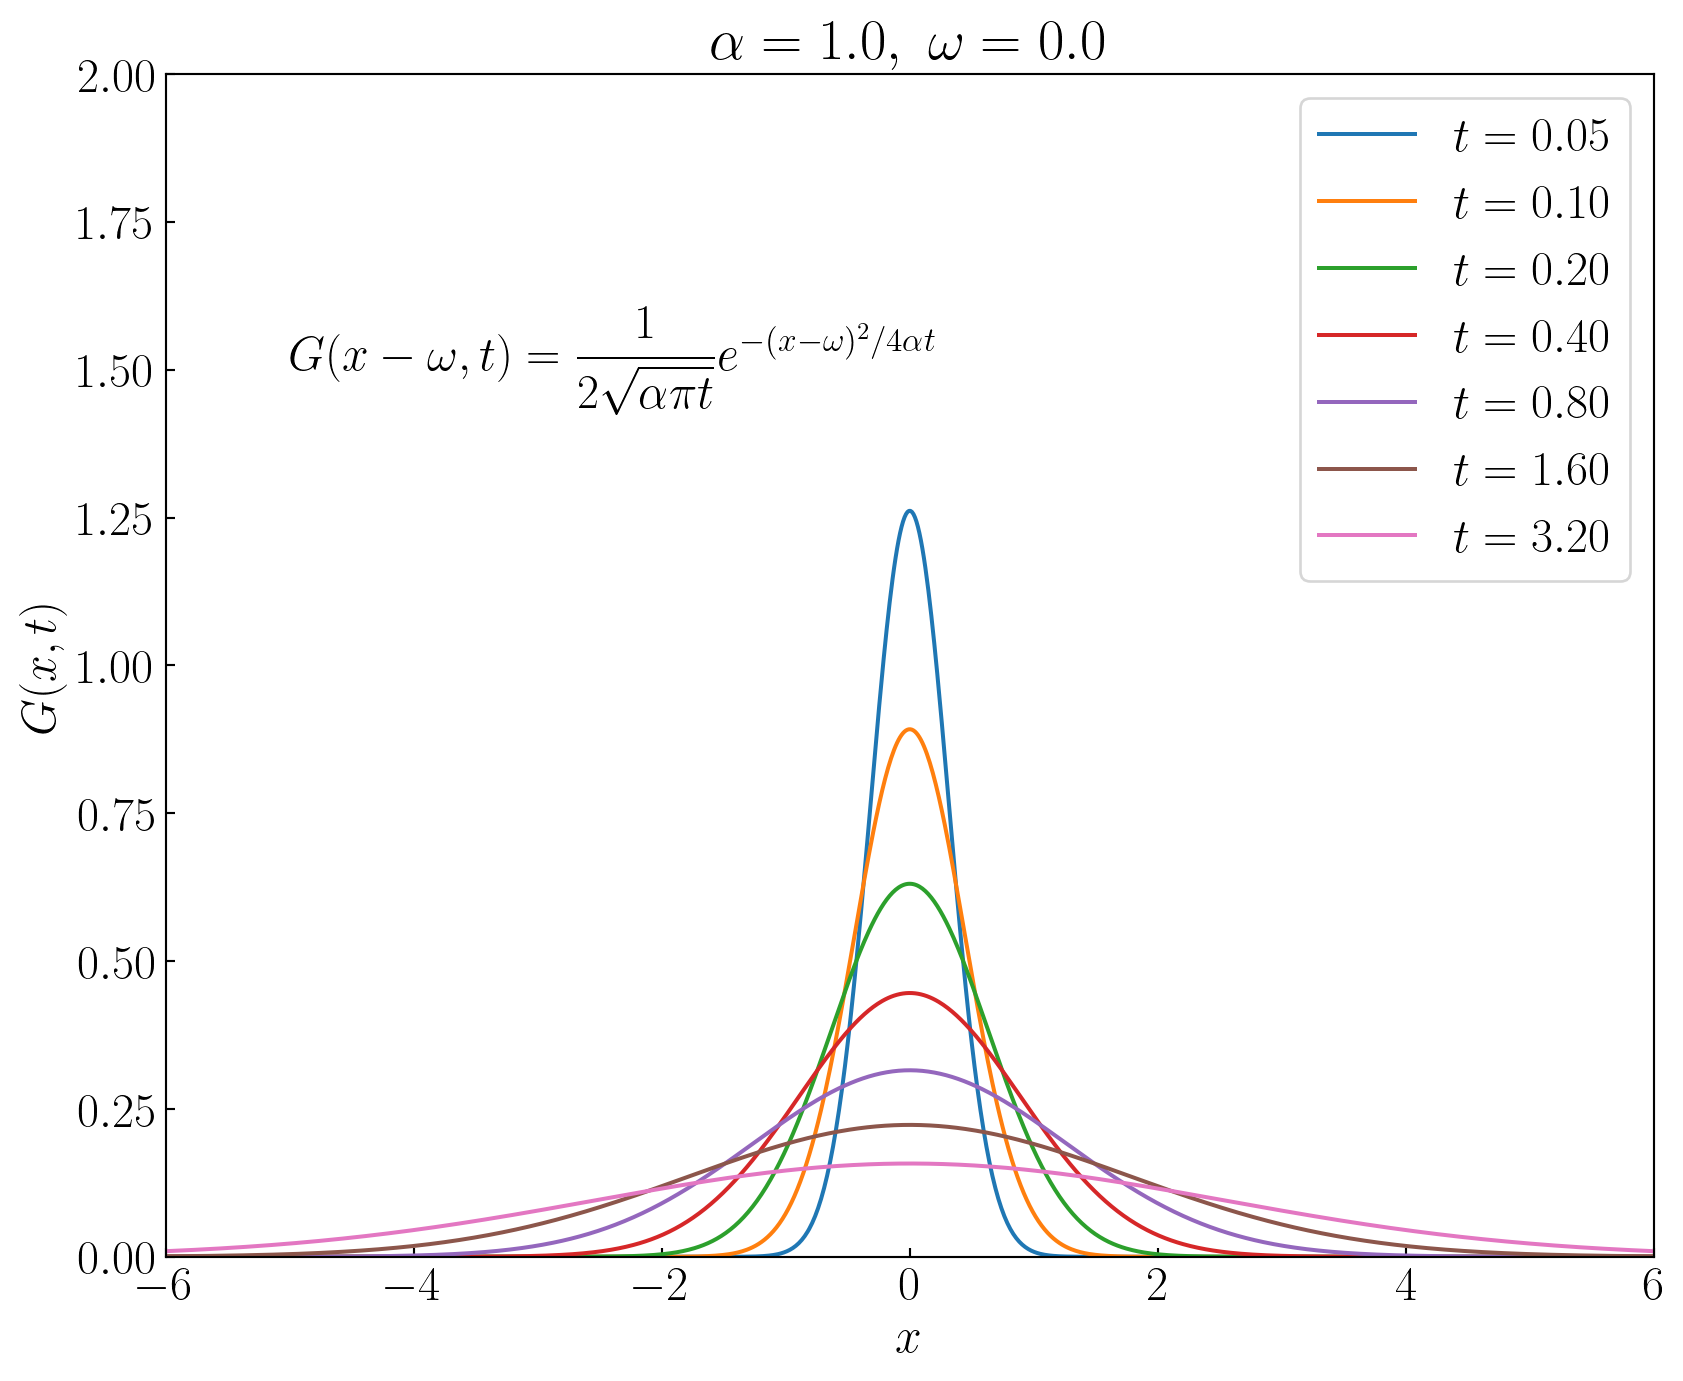 α = 1.0, ω = 0.0
2.00
1.75
1.50
1.25
1.00
0.75
0.50
0.25
0.00
G(x, t)
G(x − ω, t) = \frac{1}{2\sqrt{απt}} e^{−(x−ω)^2/4αt}
t = 0.05
t = 0.10
t = 0.20
t = 0.40
t = 0.80
t = 1.60
t = 3.20
−6 −4 −2 0 2 4 6
x